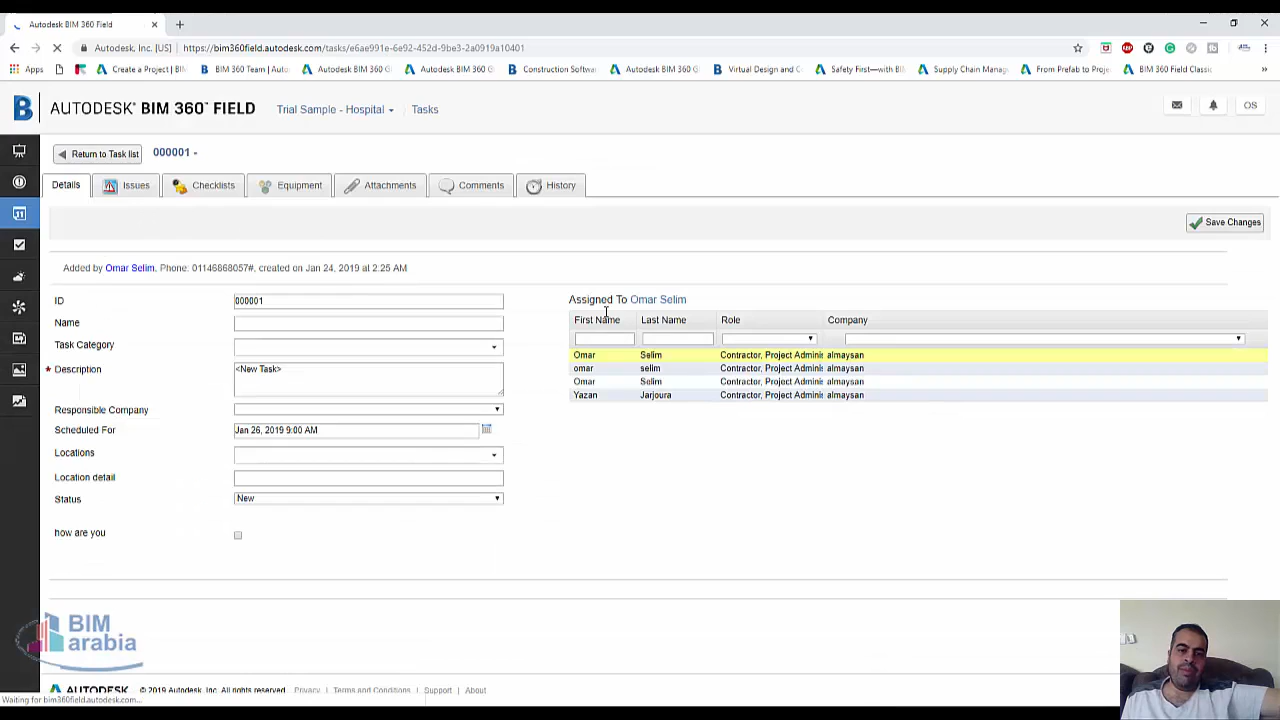 Autodesk BIM 360 Field
Autodesk, Inc. [US] https://bim360field.autodesk.com/tasks/e6ae991e-6e92-452d-9be3-2a0919a10401
Apps Create a Project | BIM BIM 360 Team | Auto Autodesk BIM 360 G Autodesk BIM 360 G Construction Softwa Autodesk BIM 360 G Virtual Design and C Safety First—with BI Supply Chain Manag From Prefab to Proje BIM 360 Field Classic
AUTODESK® BIM 360™ FIELD Trial Sample - Hospital Tasks OS
Return to Task list 000001 -
Details Issues Checklists Equipment Attachments Comments History
Save Changes
Added by Omar Selim, Phone: 01146868057#, created on Jan 24, 2019 at 2:25 AM
ID 000001
Name
Task Category
* Description <New Task>
Responsible Company
Scheduled For Jan 26, 2019 9:00 AM
Locations
Location detail
Status New
how are you
Assigned To Omar Selim
First Name Last Name Role Company
Omar Selim Contractor, Project Adminis almaysan
omar selim Contractor, Project Adminis almaysan
Omar Selim Contractor, Project Adminis almaysan
Yazan Jarjoura Contractor, Project Adminis almaysan
BIM
arabia
AUTODESK © 2019 Autodesk, Inc. All rights reserved. Privacy Terms and Conditions Support About
Waiting for bim360field.autodesk.com...